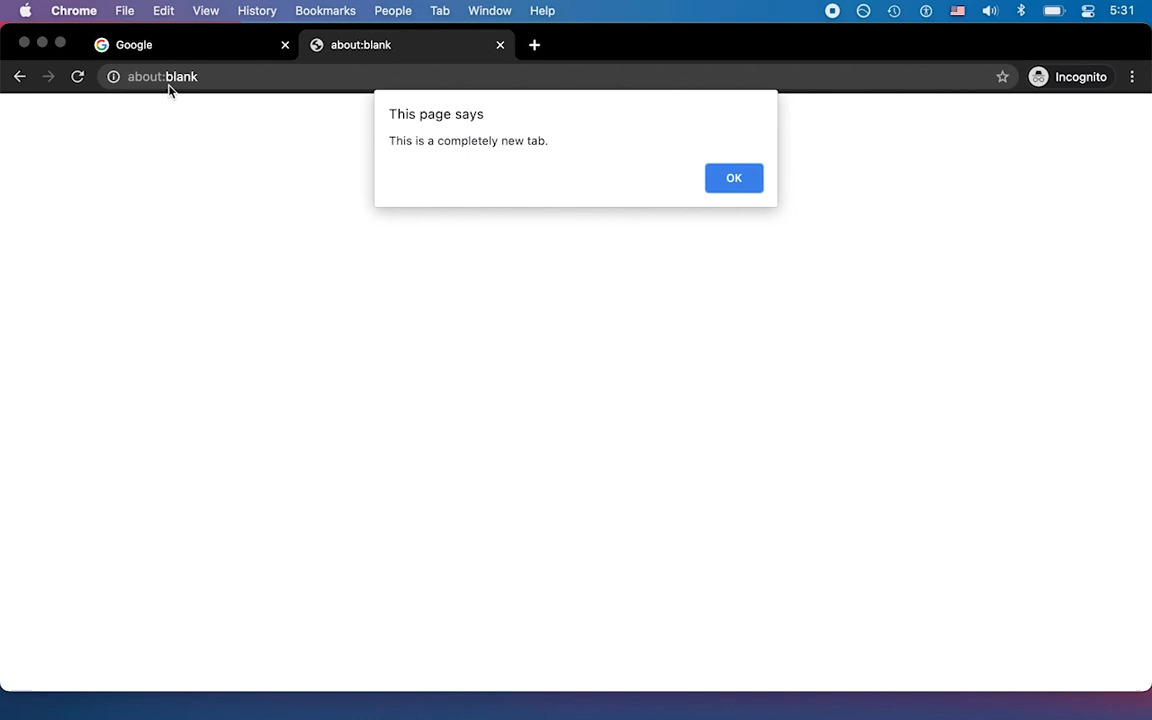 Chrome File Edit View History Bookmarks People Tab Window Help 5:31
Google about:blank
about:blank Incognito
This page says
This is a completely new tab.
OK